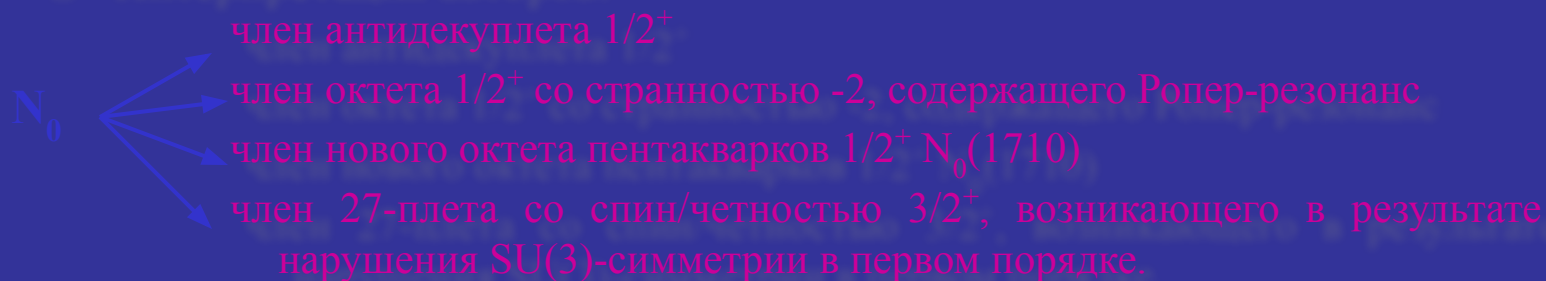 член антидекуплета 1/2⁺
член октета 1/2⁺ со странностью -2, содержащего Ропер-резонанс
N₀
член нового октета пентакварков 1/2⁺ N₀(1710)
член 27-плета со спин/четностью 3/2⁺, возникающего в результате
нарушения SU(3)-симметрии в первом порядке.